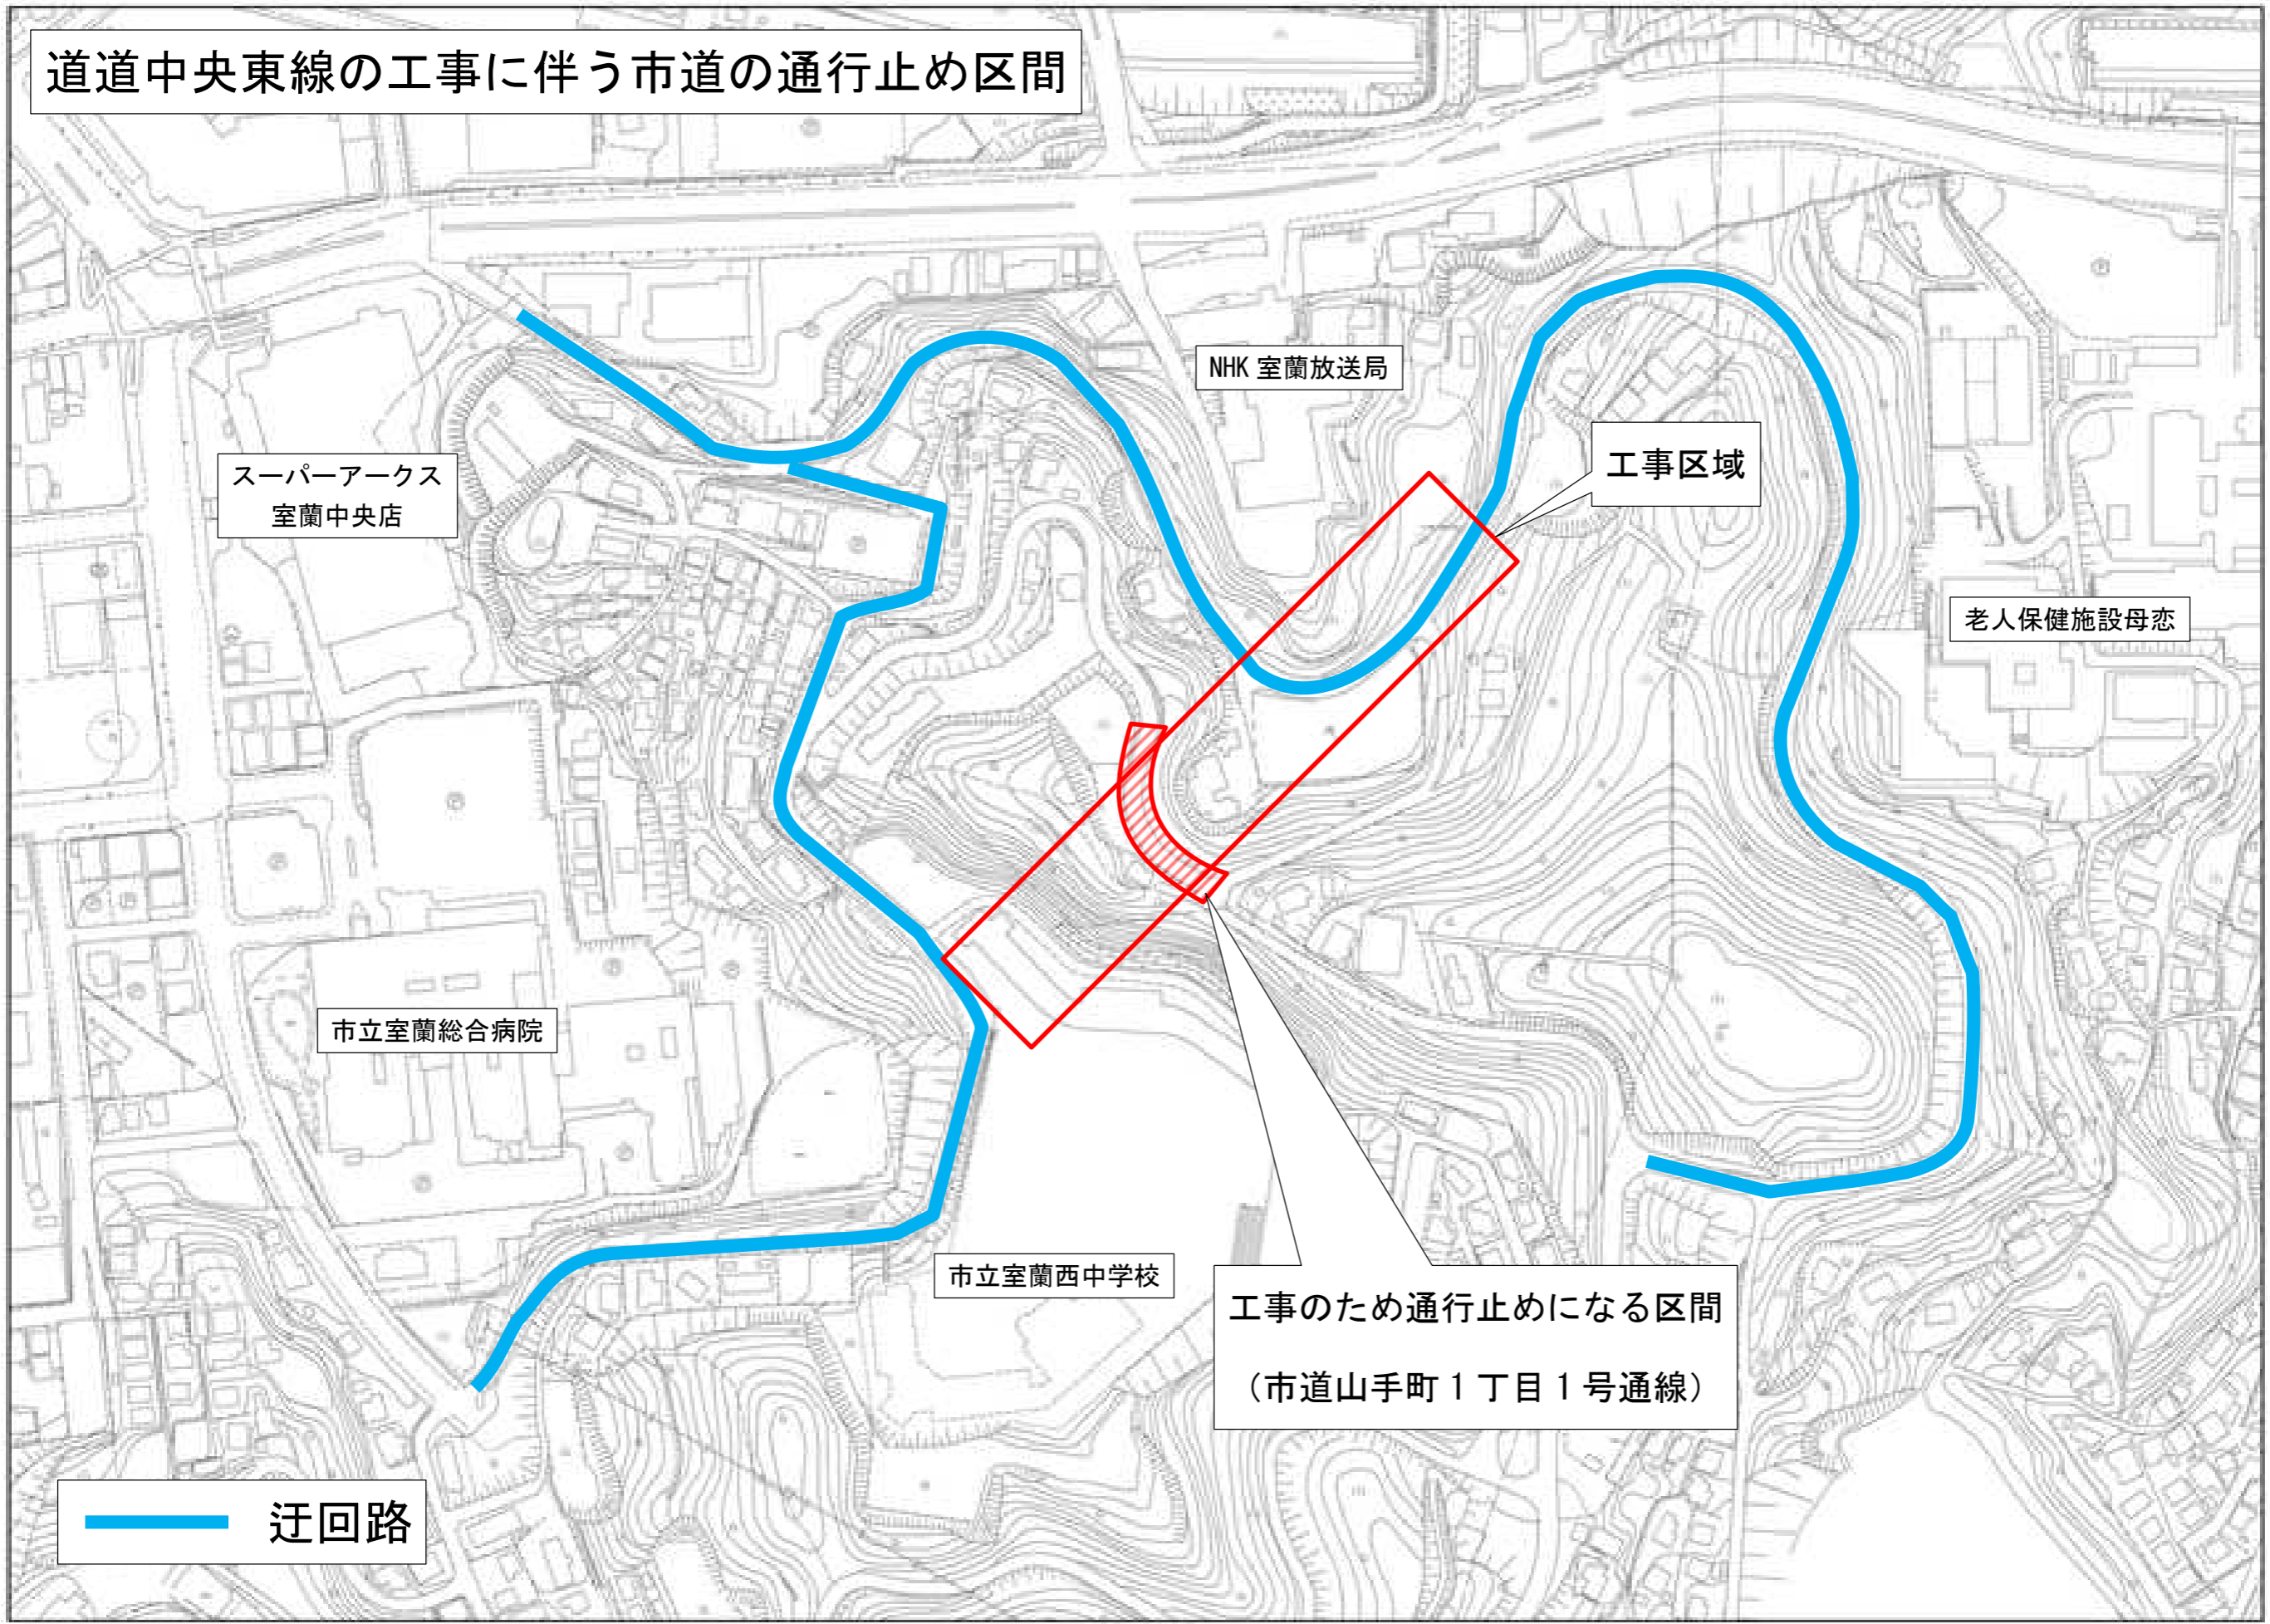 道道中央東線の工事に伴う市道の通行止め区間
NHK 室蘭放送局
工事区域
スーパーアークス
室蘭中央店
老人保健施設母恋
市立室蘭総合病院
市立室蘭西中学校
工事のため通行止めになる区間
（市道山手町１丁目１号通線）
迂回路